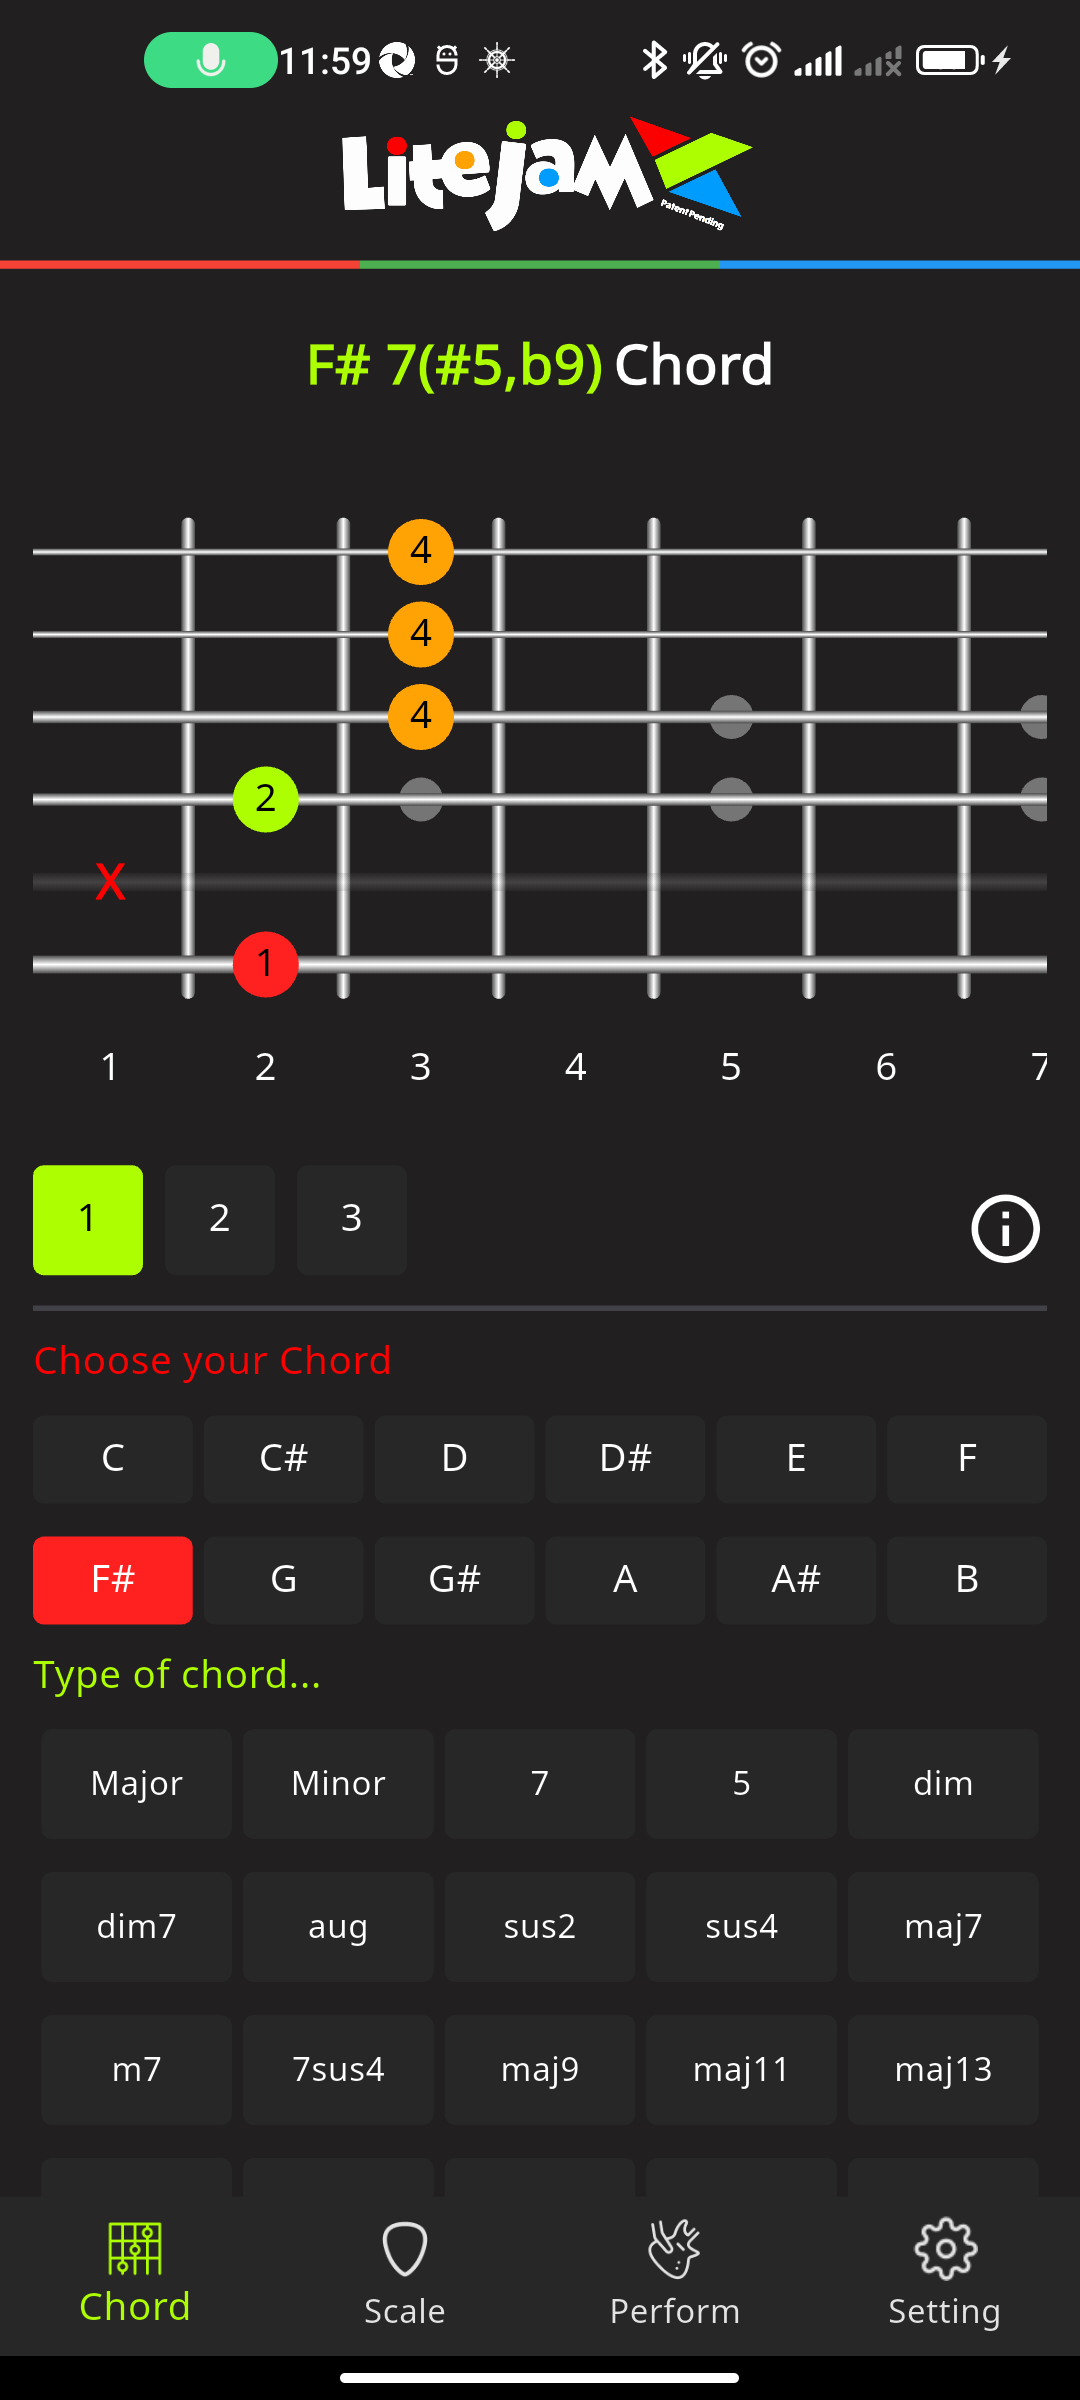 11:59
LiteJam
Patent Pending
F# 7(#5,b9) Chord
4
4
4
2
X
1
1 2 3 4 5 6 7
1 2 3
Choose your Chord
C C# D D# E F
F# G G# A A# B
Type of chord...
Major Minor 7 5 dim
dim7 aug sus2 sus4 maj7
m7 7sus4 maj9 maj11 maj13
Chord Scale Perform Setting